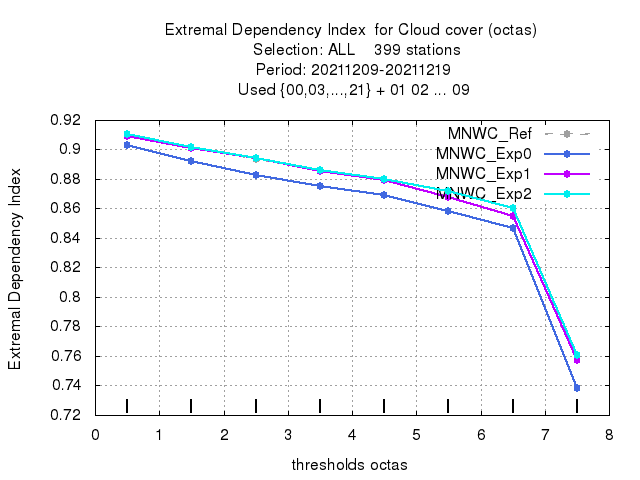 Extremal Dependency Index  for Cloud cover (octas)
Selection: ALL    399 stations
Period: 20211209-20211219
Used {00,03,...,21} + 01 02 ... 09
MNWC_Ref
MNWC_Exp0
MNWC_Exp1
MNWC_Exp2
Extremal Dependency Index
0.92
0.9
0.88
0.86
0.84
0.82
0.8
0.78
0.76
0.74
0.72
0 1 2 3 4 5 6 7 8
thresholds octas